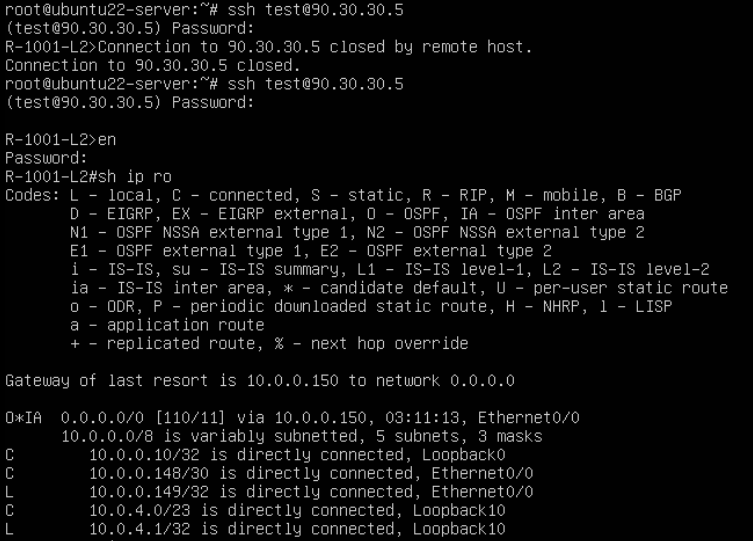 root@ubuntu22-server:~# ssh test@90.30.30.5
(test@90.30.30.5) Password:
R-1001-L2>Connection to 90.30.30.5 closed by remote host.
Connection to 90.30.30.5 closed.
root@ubuntu22-server:~# ssh test@90.30.30.5
(test@90.30.30.5) Password:
R-1001-L2>en
Password:
R-1001-L2#sh ip ro
Codes: L - local, C - connected, S - static, R - RIP, M - mobile, B - BGP
D - EIGRP, EX - EIGRP external, O - OSPF, IA - OSPF inter area
N1 - OSPF NSSA external type 1, N2 - OSPF NSSA external type 2
E1 - OSPF external type 1, E2 - OSPF external type 2
i - IS-IS, su - IS-IS summary, L1 - IS-IS level-1, L2 - IS-IS level-2
ia - IS-IS inter area, * - candidate default, U - per-user static route
o - ODR, P - periodic downloaded static route, H - NHRP, l - LISP
a - application route
+ - replicated route, % - next hop override
Gateway of last resort is 10.0.0.150 to network 0.0.0.0
O*IA 0.0.0.0/0 [110/11] via 10.0.0.150, 03:11:13, Ethernet0/0
10.0.0.0/8 is variably subnetted, 5 subnets, 3 masks
C 10.0.0.10/32 is directly connected, Loopback0
C 10.0.0.148/30 is directly connected, Ethernet0/0
L 10.0.0.149/32 is directly connected, Ethernet0/0
C 10.0.4.0/23 is directly connected, Loopback10
L 10.0.4.1/32 is directly connected, Loopback10